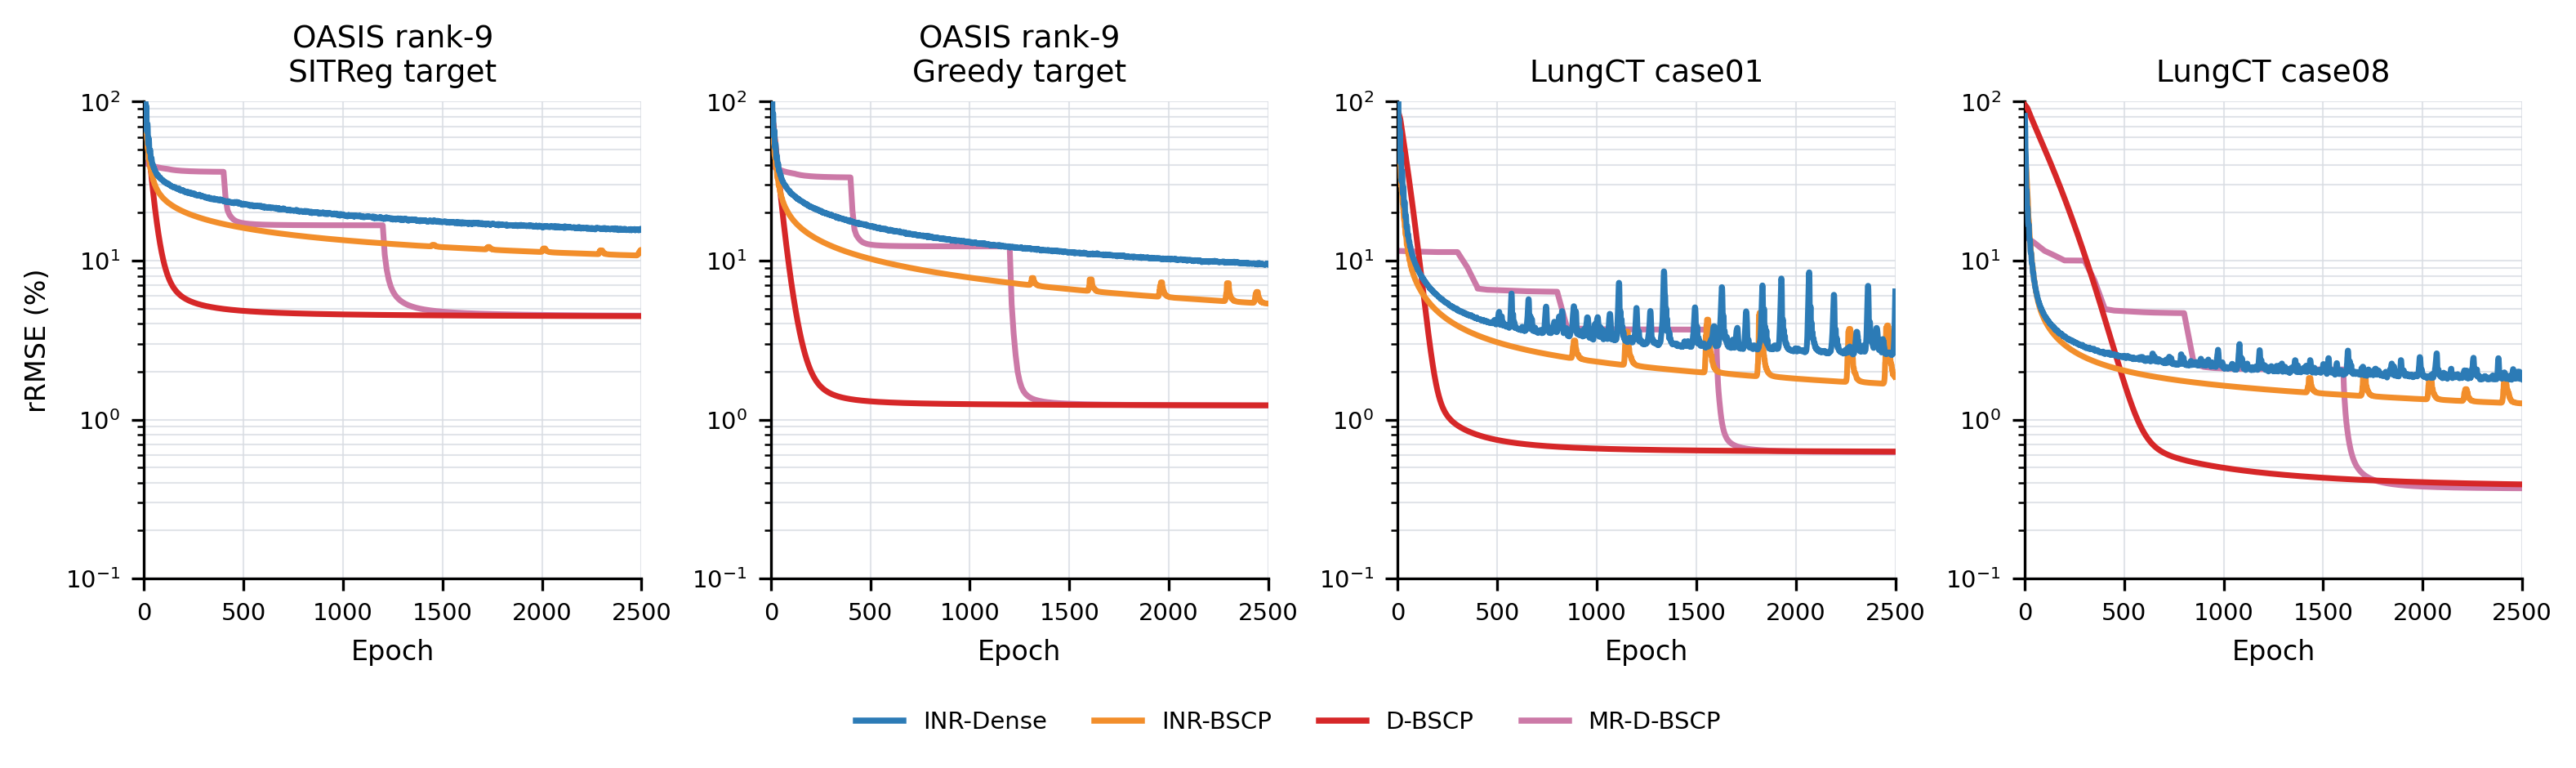 OASIS rank-9
SITReg target
OASIS rank-9
Greedy target
LungCT case01
LungCT case08
rRMSE (%)
10²
10¹
10⁰
10⁻¹
0 500 1000 1500 2000 2500
Epoch
10²
10¹
10⁰
10⁻¹
0 500 1000 1500 2000 2500
Epoch
10²
10¹
10⁰
10⁻¹
0 500 1000 1500 2000 2500
Epoch
10²
10¹
10⁰
10⁻¹
0 500 1000 1500 2000 2500
Epoch
INR-Dense INR-BSCP D-BSCP MR-D-BSCP